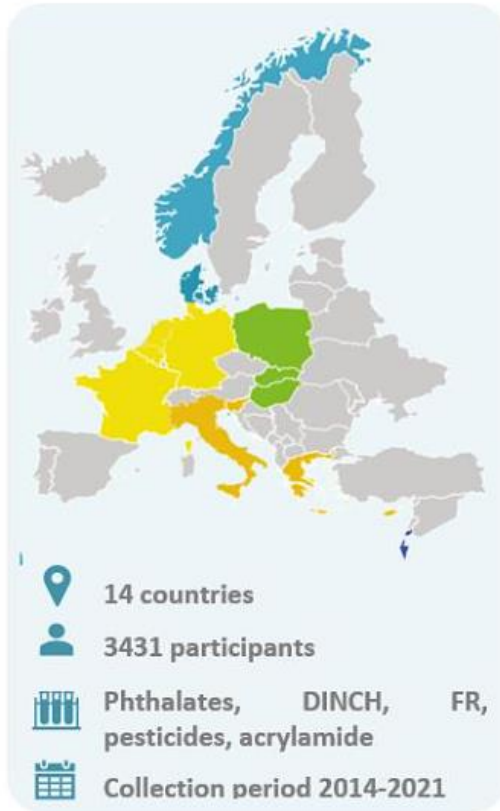 14 countries
3431 participants
Phthalates, DINCH, FR,
pesticides, acrylamide
Collection period 2014-2021